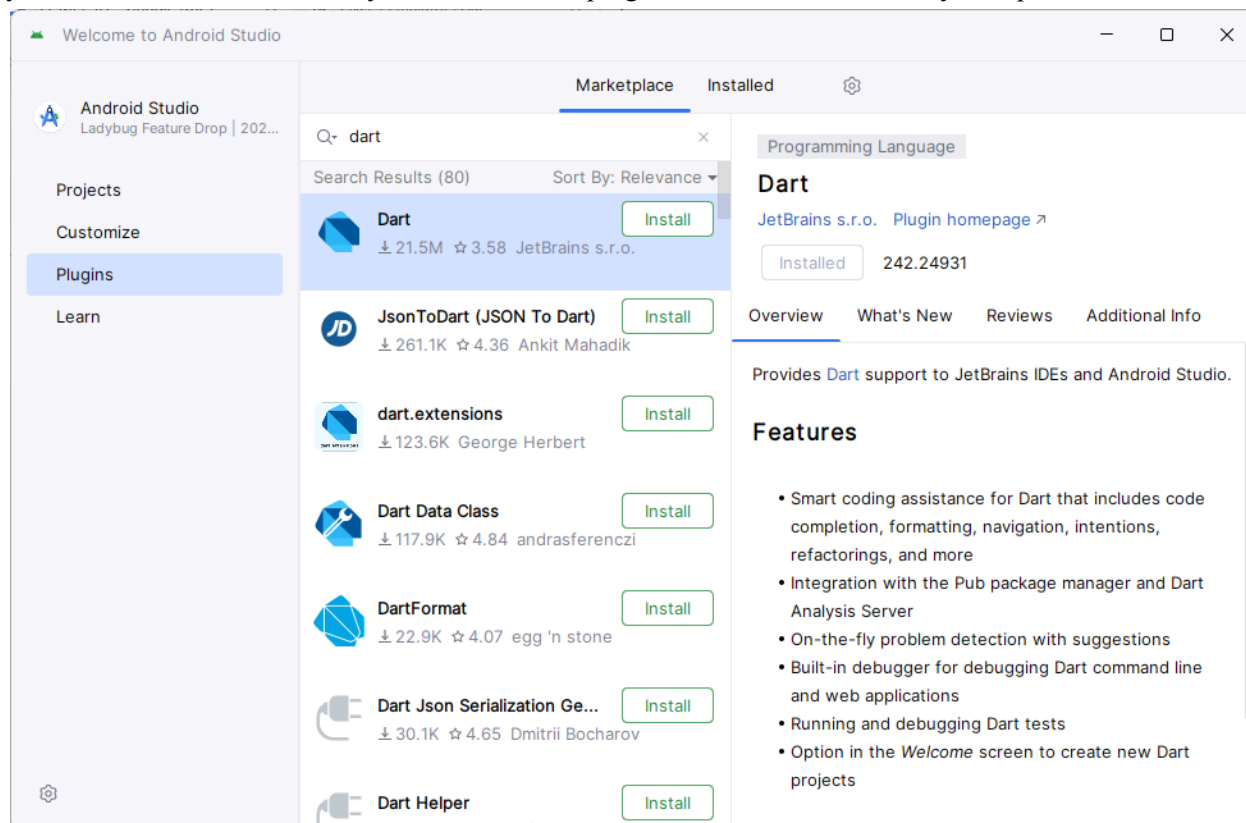 Welcome to Android Studio
Android Studio
Ladybug Feature Drop | 202...
Projects
Customize
Plugins
Learn
Marketplace Installed
dart
Search Results (80) Sort By: Relevance
Dart Install
21.5M 3.58 JetBrains s.r.o.
JsonToDart (JSON To Dart) Install
261.1K 4.36 Ankit Mahadik
dart.extensions Install
123.6K George Herbert
Dart Data Class Install
117.9K 4.84 andrasferenczi
DartFormat Install
22.9K 4.07 egg 'n stone
Dart Json Serialization Ge... Install
30.1K 4.65 Dmitrii Bocharov
Dart Helper Install
Programming Language
Dart
JetBrains s.r.o. Plugin homepage ↗
Installed 242.24931
Overview What's New Reviews Additional Info
Provides Dart support to JetBrains IDEs and Android Studio.
Features
• Smart coding assistance for Dart that includes code
completion, formatting, navigation, intentions,
refactorings, and more
• Integration with the Pub package manager and Dart
Analysis Server
• On-the-fly problem detection with suggestions
• Built-in debugger for debugging Dart command line
and web applications
• Running and debugging Dart tests
• Option in the Welcome screen to create new Dart
projects